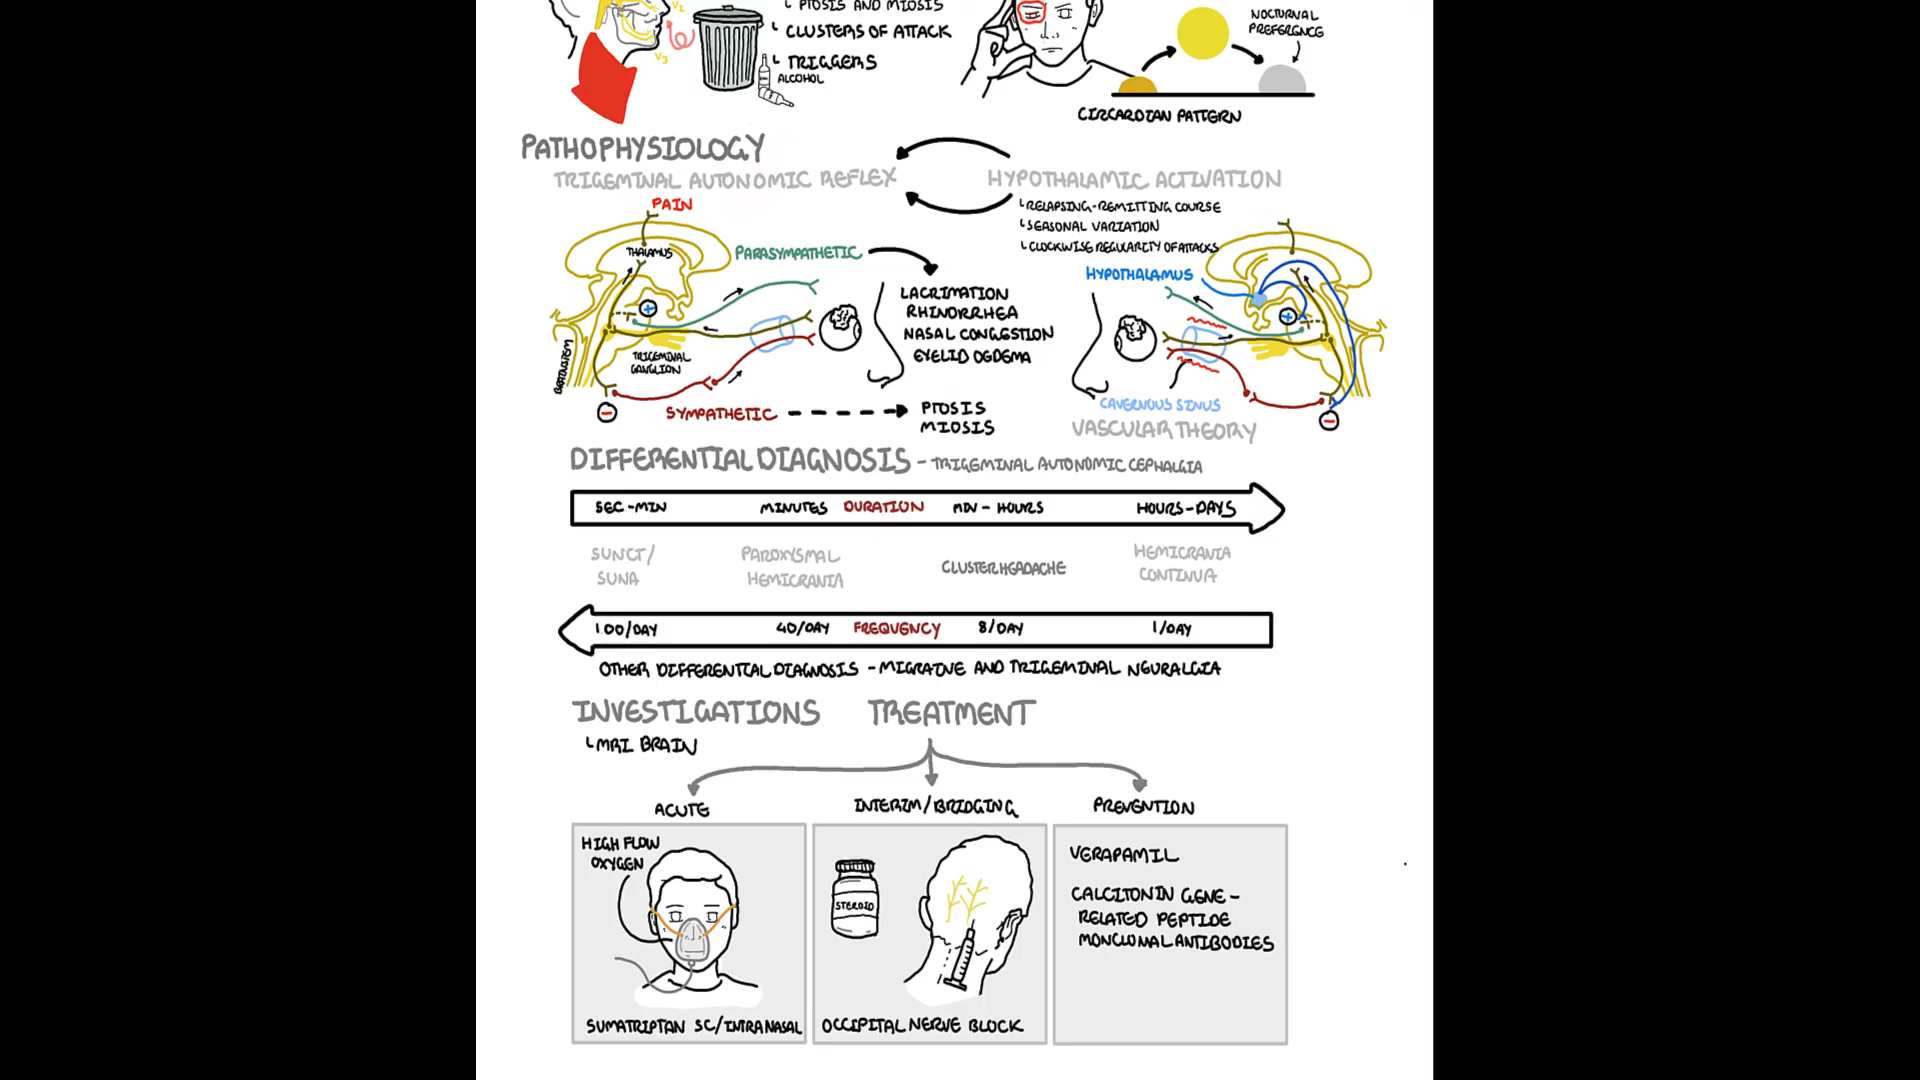 V2
PTOSIS AND MIOSIS
CLUSTERS OF ATTACK
V3
TRIGGERS
ALCOHOL
NOCTURNAL
PREFERENCE
CIRCARDIAN PATTERN
PATHOPHYSIOLOGY
TRIGEMINAL AUTONOMIC REFLEX
HYPOTHALAMIC ACTIVATION
RELAPSING-REMITTING COURSE
SEASONAL VARIATION
CLOCKWISE REGULARITY OF ATTACKS
PAIN
THALAMUS
PARASYMPATHETIC
HYPOTHALAMUS
LACRIMATION
RHINORRHEA
NASAL CONGESTION
EYELID OEDEMA
TRIGEMINAL
GANGLION
BRAINSTEM
SYMPATHETIC
PTOSIS
MIOSIS
CAVERNOUS SINUS
VASCULAR THEORY
DIFFERENTIAL DIAGNOSIS - TRIGEMINAL AUTONOMIC CEPHALGIA
SEC-MIN MINUTES DURATION MIN - HOURS HOURS-DAYS
SUNCT/
SUNA
PAROXYSMAL
HEMICRANIA
CLUSTER HEADACHE
HEMICRANIA
CONTINUA
100/DAY 40/DAY FREQUENCY 8/DAY 1/DAY
OTHER DIFFERENTIAL DIAGNOSIS - MIGRAINE AND TRIGEMINAL NEURALGIA
INVESTIGATIONS
MRI BRAIN
TREATMENT
ACUTE
HIGH FLOW
OXYGEN
SUMATRIPTAN SC/INTRANASAL
INTERIM/BRIDGING
STEROID
OCCIPITAL NERVE BLOCK
PREVENTION
VERAPAMIL
CALCITONIN GENE-
RELATED PEPTIDE
MONCLONAL ANTIBODIES